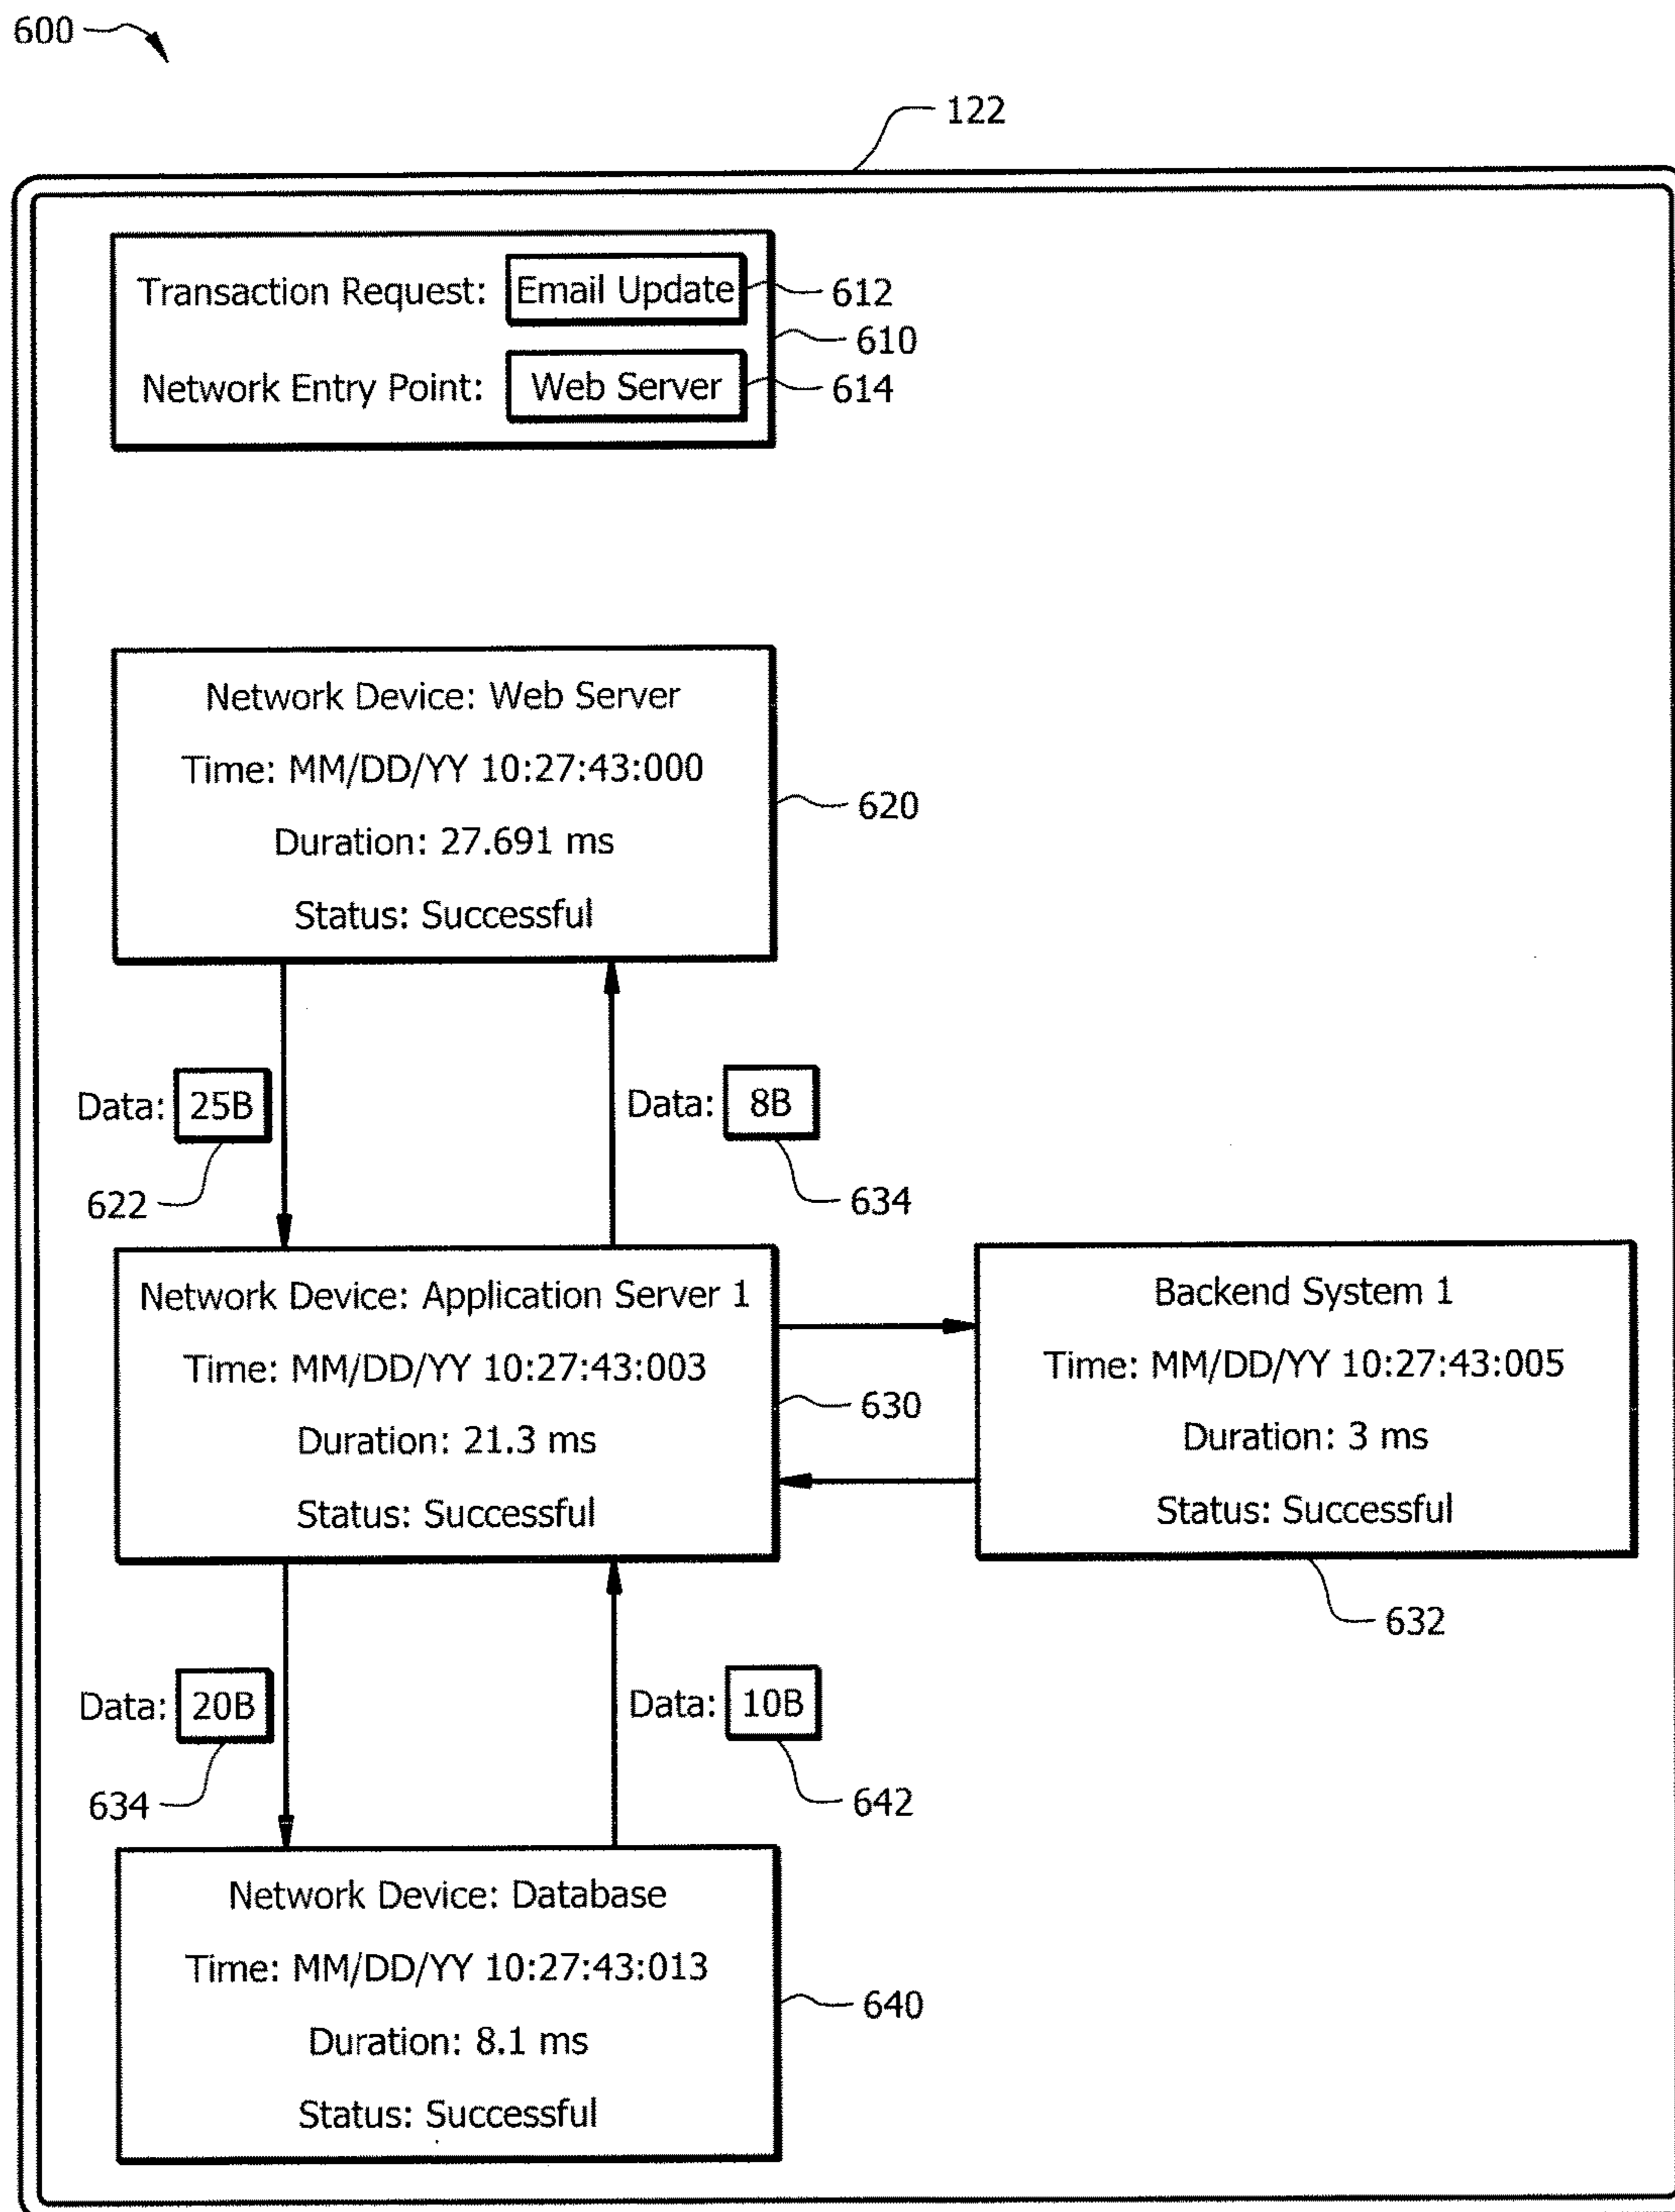 600
122
Transaction Request: Email Update
612
610
Network Entry Point: Web Server
614
Network Device: Web Server
Time: MM/DD/YY 10:27:43:000
620
Duration: 27.691 ms
Status: Successful
Data: 25B
Data: 8B
622
634
Network Device: Application Server 1
Time: MM/DD/YY 10:27:43:003
630
Duration: 21.3 ms
Status: Successful
Backend System 1
Time: MM/DD/YY 10:27:43:005
Duration: 3 ms
Status: Successful
632
Data: 20B
Data: 10B
634
642
Network Device: Database
Time: MM/DD/YY 10:27:43:013
640
Duration: 8.1 ms
Status: Successful